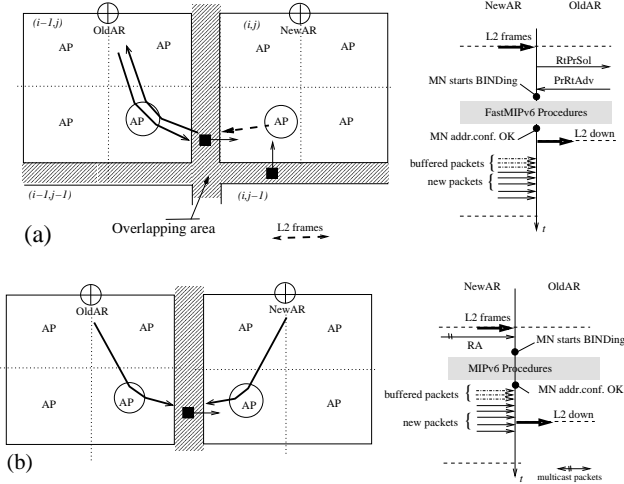 (i−1,j)
OldAR
AP
AP
AP
AP
(i,j)
NewAR
AP
AP
AP
AP
(i−1,j−1)
(i,j−1)
Overlapping area
L2 frames
(a)
NewAR
OldAR
L2 frames
RtPrSol
PrRtAdv
MN starts BINDing
FastMIPv6 Procedures
MN addr.conf. OK
L2 down
buffered packets {
new packets {
t
OldAR
AP
AP
AP
AP
NewAR
AP
AP
AP
AP
(b)
NewAR
OldAR
L2 frames
RA
MN starts BINDing
MIPv6 Procedures
MN addr.conf. OK
buffered packets {
new packets {
L2 down
t
multicast packets